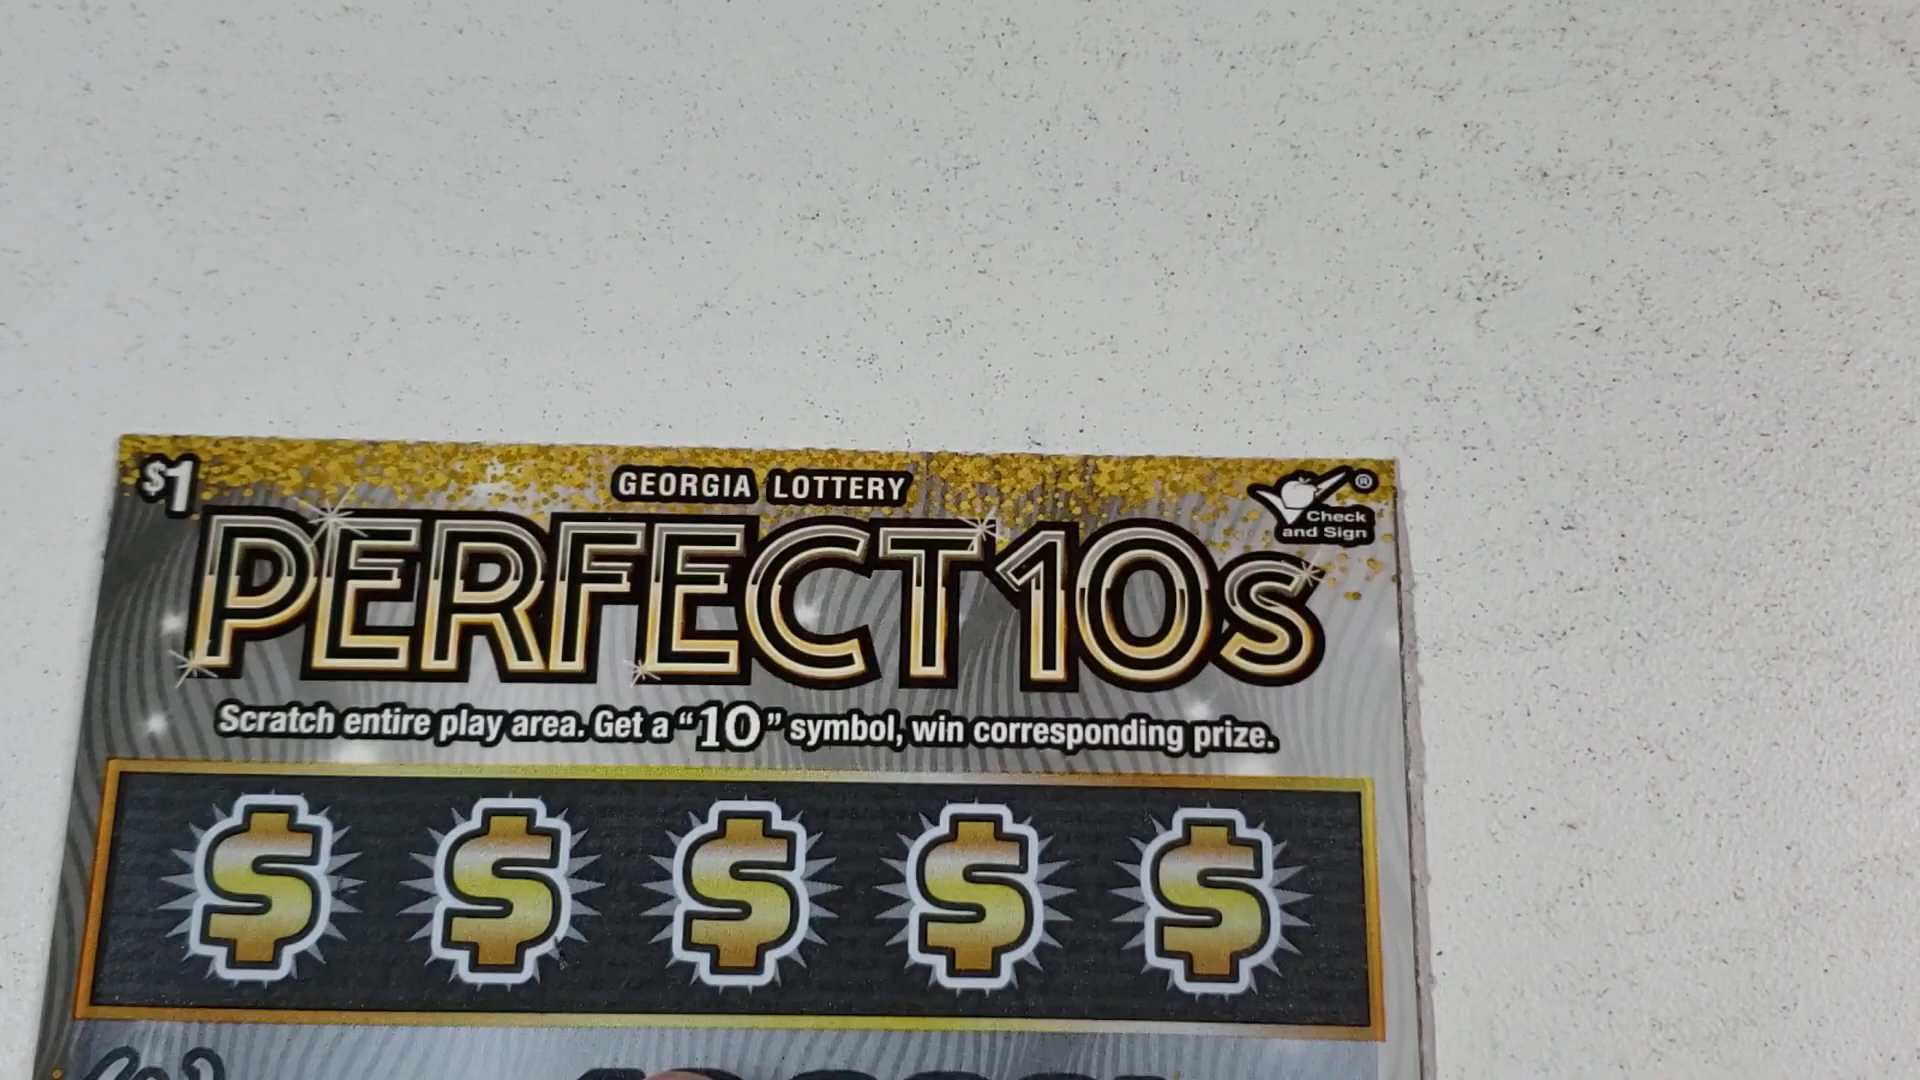 $1
GEORGIA LOTTERY
® Check
and Sign
PERFECT 10s
Scratch entire play area. Get a “10” symbol, win corresponding prize.
$ $ $ $ $